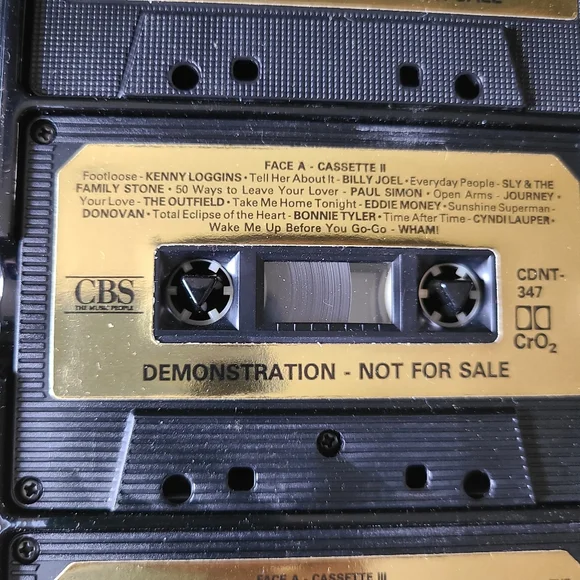 FACE A - CASSETTE II
Footloose - KENNY LOGGINS • Tell Her About It - BILLY JOEL • Everyday People - SLY & THE
FAMILY STONE • 50 Ways to Leave Your Lover - PAUL SIMON • Open Arms - JOURNEY •
Your Love - THE OUTFIELD • Take Me Home Tonight - EDDIE MONEY • Sunshine Superman -
DONOVAN • Total Eclipse of the Heart - BONNIE TYLER • Time After Time - CYNDI LAUPER •
Wake Me Up Before You Go-Go - WHAM!
CBS
THE MUSIC PEOPLE
CDNT-
347
CrO2
DEMONSTRATION - NOT FOR SALE
FACE A - CASSETTE III